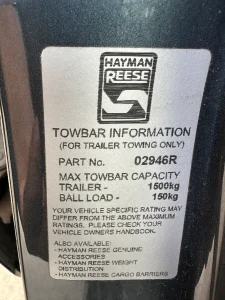 HAYMAN
REESE
TOWBAR INFORMATION
(FOR TRAILER TOWING ONLY)
PART No. 02946R
MAX TOWBAR CAPACITY
TRAILER - 1600kg
BALL LOAD - 150kg
YOUR VEHICLE SPECIFIC RATING MAY
DIFFER FROM THE ABOVE MAXIMUM
RATINGS. PLEASE CHECK YOUR
VEHICLE OWNERS HANDBOOK.
ALSO AVAILABLE:
- HAYMAN REESE GENUINE
ACCESSORIES
- HAYMAN REESE WEIGHT
DISTRIBUTION
- HAYMAN REESE CARGO BARRIERS